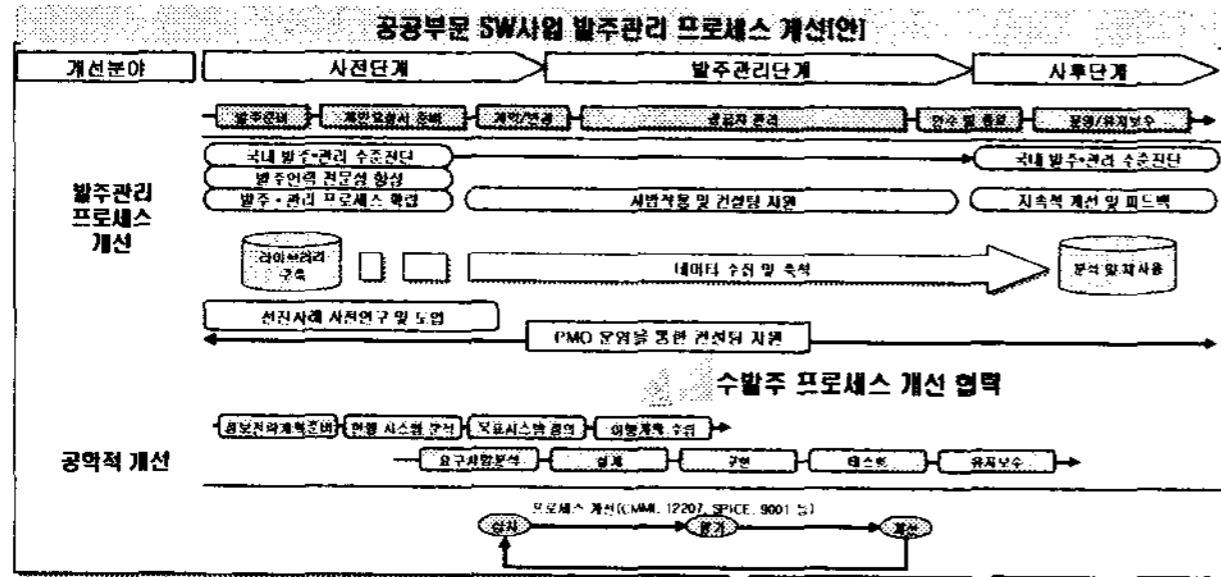 공공부문 SW사업 발주관리 프로세스 개선[안]
개선분야
사전단계
발주관리단계
사후단계
발주준비
제안요청서 준비
계약/변경
공급자 관리
인수 및 종료
운영/유지보수
발주관리
프로세스
개선
국내 발주·관리 수준진단
국내 발주·관리 수준진단
발주인력 전문성 향상
발주·관리 프로세스 확립
시범적용 및 컨설팅 지원
지속적 개선 및 피드백
라이브러리
구축
데이터 수집 및 축적
분석 및 재사용
선진사례 사전연구 및 도입
PMO 운영을 통한 컨설팅 지원
수발주 프로세스 개선 협력
공학적 개선
정보전략계획준비
현행 시스템 분석
목표시스템 정의
이행계획 수립
요구사항분석
설계
구현
테스트
유지보수
프로세스 개선(CMMI, 12207, SPICE, 9001 등)
심사
평가
개선